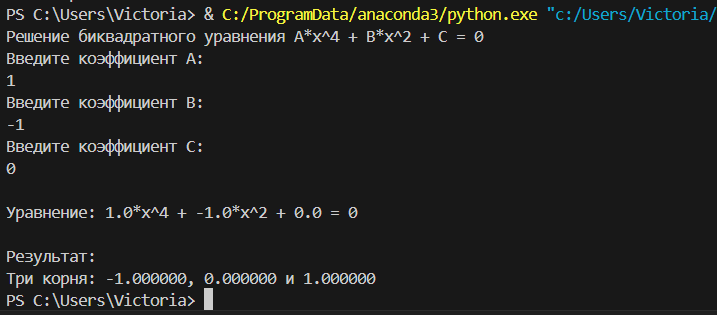 PS C:\Users\Victoria> & C:/ProgramData/anaconda3/python.exe "c:/Users/Victoria/
Решение биквадратного уравнения A*x^4 + B*x^2 + C = 0
Введите коэффициент A:
1
Введите коэффициент B:
-1
Введите коэффициент C:
0
Уравнение: 1.0*x^4 + -1.0*x^2 + 0.0 = 0
Результат:
Три корня: -1.000000, 0.000000 и 1.000000
PS C:\Users\Victoria>